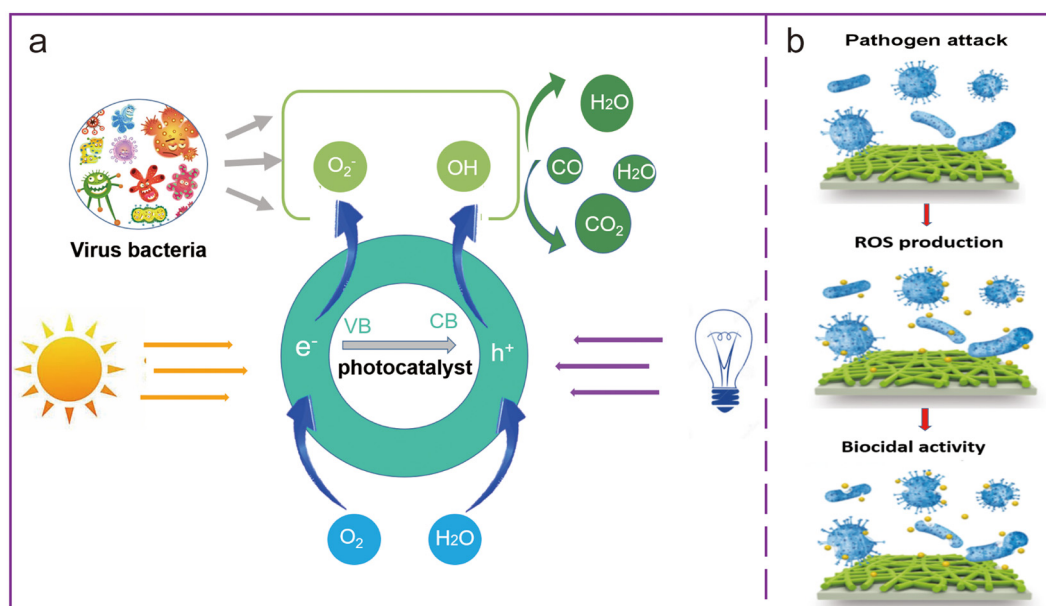 a
Virus bacteria
O₂⁻
OH
H₂O
CO
H₂O
CO₂
VB
CB
e⁻
h⁺
photocatalyst
O₂
H₂O
b
Pathogen attack
ROS production
Biocidal activity